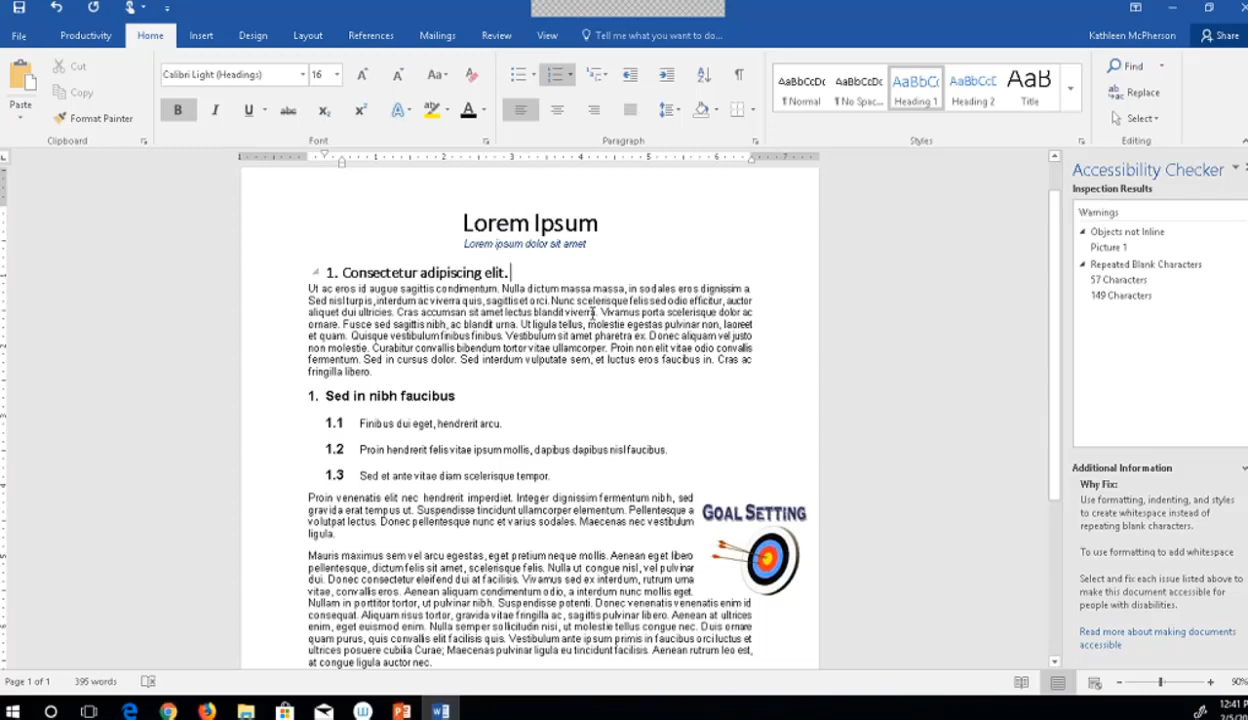 Kathleen McPherson
Share
File
Productivity
Home
Insert
Design
Layout
References
Mailings
Review
View
Tell me what you want to do...
Paste
Cut
Copy
Format Painter
Clipboard
Calibri Light (Headings)
16
Aa
B I U abc X₂ X² A A
Font
Paragraph
AaBbCcDc
¶ Normal
AaBbCcDc
¶ No Spac...
AaBbC(
Heading 1
AaBbCcC
Heading 2
AaB
Title
Styles
Find
Replace
Select
Editing
1 1 2 3 4 5 6 7
Lorem Ipsum
Lorem ipsum dolor sit amet
1. Consectetur adipiscing elit.
Ut ac eros id augue sagittis condimentum. Nulla dictum massa massa, in sodales eros dignissim a.
Sed nisl turpis, interdum ac viverra quis, sagittis et orci. Nunc scelerisque felis sed odio efficitur, auctor
aliquet dui ultricies. Cras accumsan sit amet lectus blandit viverra. Vivamus porta scelerisque dolor ac
ornare. Fusce sed sagittis nibh, ac blandit urna. Ut ligula tellus, molestie egestas pulvinar non, laoreet
et quam. Quisque vestibulum finibus finibus. Vestibulum sit amet pharetra ex. Donec aliquam vel justo
non molestie. Curabitur convallis bibendum tortor vitae ullamcorper. Proin non elit vitae odio convallis
fermentum. Sed in cursus dolor. Sed interdum vulputate sem, et luctus eros faucibus in. Cras ac
fringilla libero.
1. Sed in nibh faucibus
1.1 Finibus dui eget, hendrerit arcu.
1.2 Proin hendrerit felis vitae ipsum mollis, dapibus dapibus nisl faucibus.
1.3 Sed et ante vitae diam scelerisque tempor.
Proin venenatis elit nec hendrerit imperdiet. Integer dignissim fermentum nibh, sed
gravida erat tempus ut. Suspendisse tincidunt ullamcorper elementum. Pellentesque a
volutpat lectus. Donec pellentesque nunc et varius sodales. Maecenas nec vestibulum
ligula.
GOAL SETTING
Mauris maximus sem vel arcu egestas, eget pretium neque mollis. Aenean eget libero
pellentesque, dictum felis sit amet, scelerisque felis. Nulla ut congue nisl, vel pulvinar
dui. Donec consectetur eleifend dui at facilisis. Vivamus sed ex interdum, rutrum urna
vitae, convallis eros. Aenean aliquam condimentum odio, a interdum nunc mollis eget.
Nullam in porttitor tortor, ut pulvinar nibh. Suspendisse potenti. Donec venenatis venenatis enim id
consequat. Aliquam risus tortor, gravida vitae fringilla ac, sagittis pulvinar libero. Aenean at ultrices
enim, eget euismod enim. Nulla semper sollicitudin nisi, ut molestie tellus congue nec. Duis ornare
quam purus, quis convallis elit facilisis quis. Vestibulum ante ipsum primis in faucibus orci luctus et
ultrices posuere cubilia Curae; Maecenas pulvinar ligula eu tincidunt facilisis. Aenean rutrum leo est,
at congue ligula auctor nec.
Accessibility Checker
Inspection Results
Warnings
Objects not Inline
Picture 1
Repeated Blank Characters
57 Characters
149 Characters
Additional Information
Why Fix:
Use formatting, indenting, and styles
to create whitespace instead of
repeating blank characters.
To use formatting to add whitespace
Select and fix each issue listed above to
make this document accessible for
people with disabilities.
Read more about making documents
accessible
Page 1 of 1
395 words
90%
12:41 PM